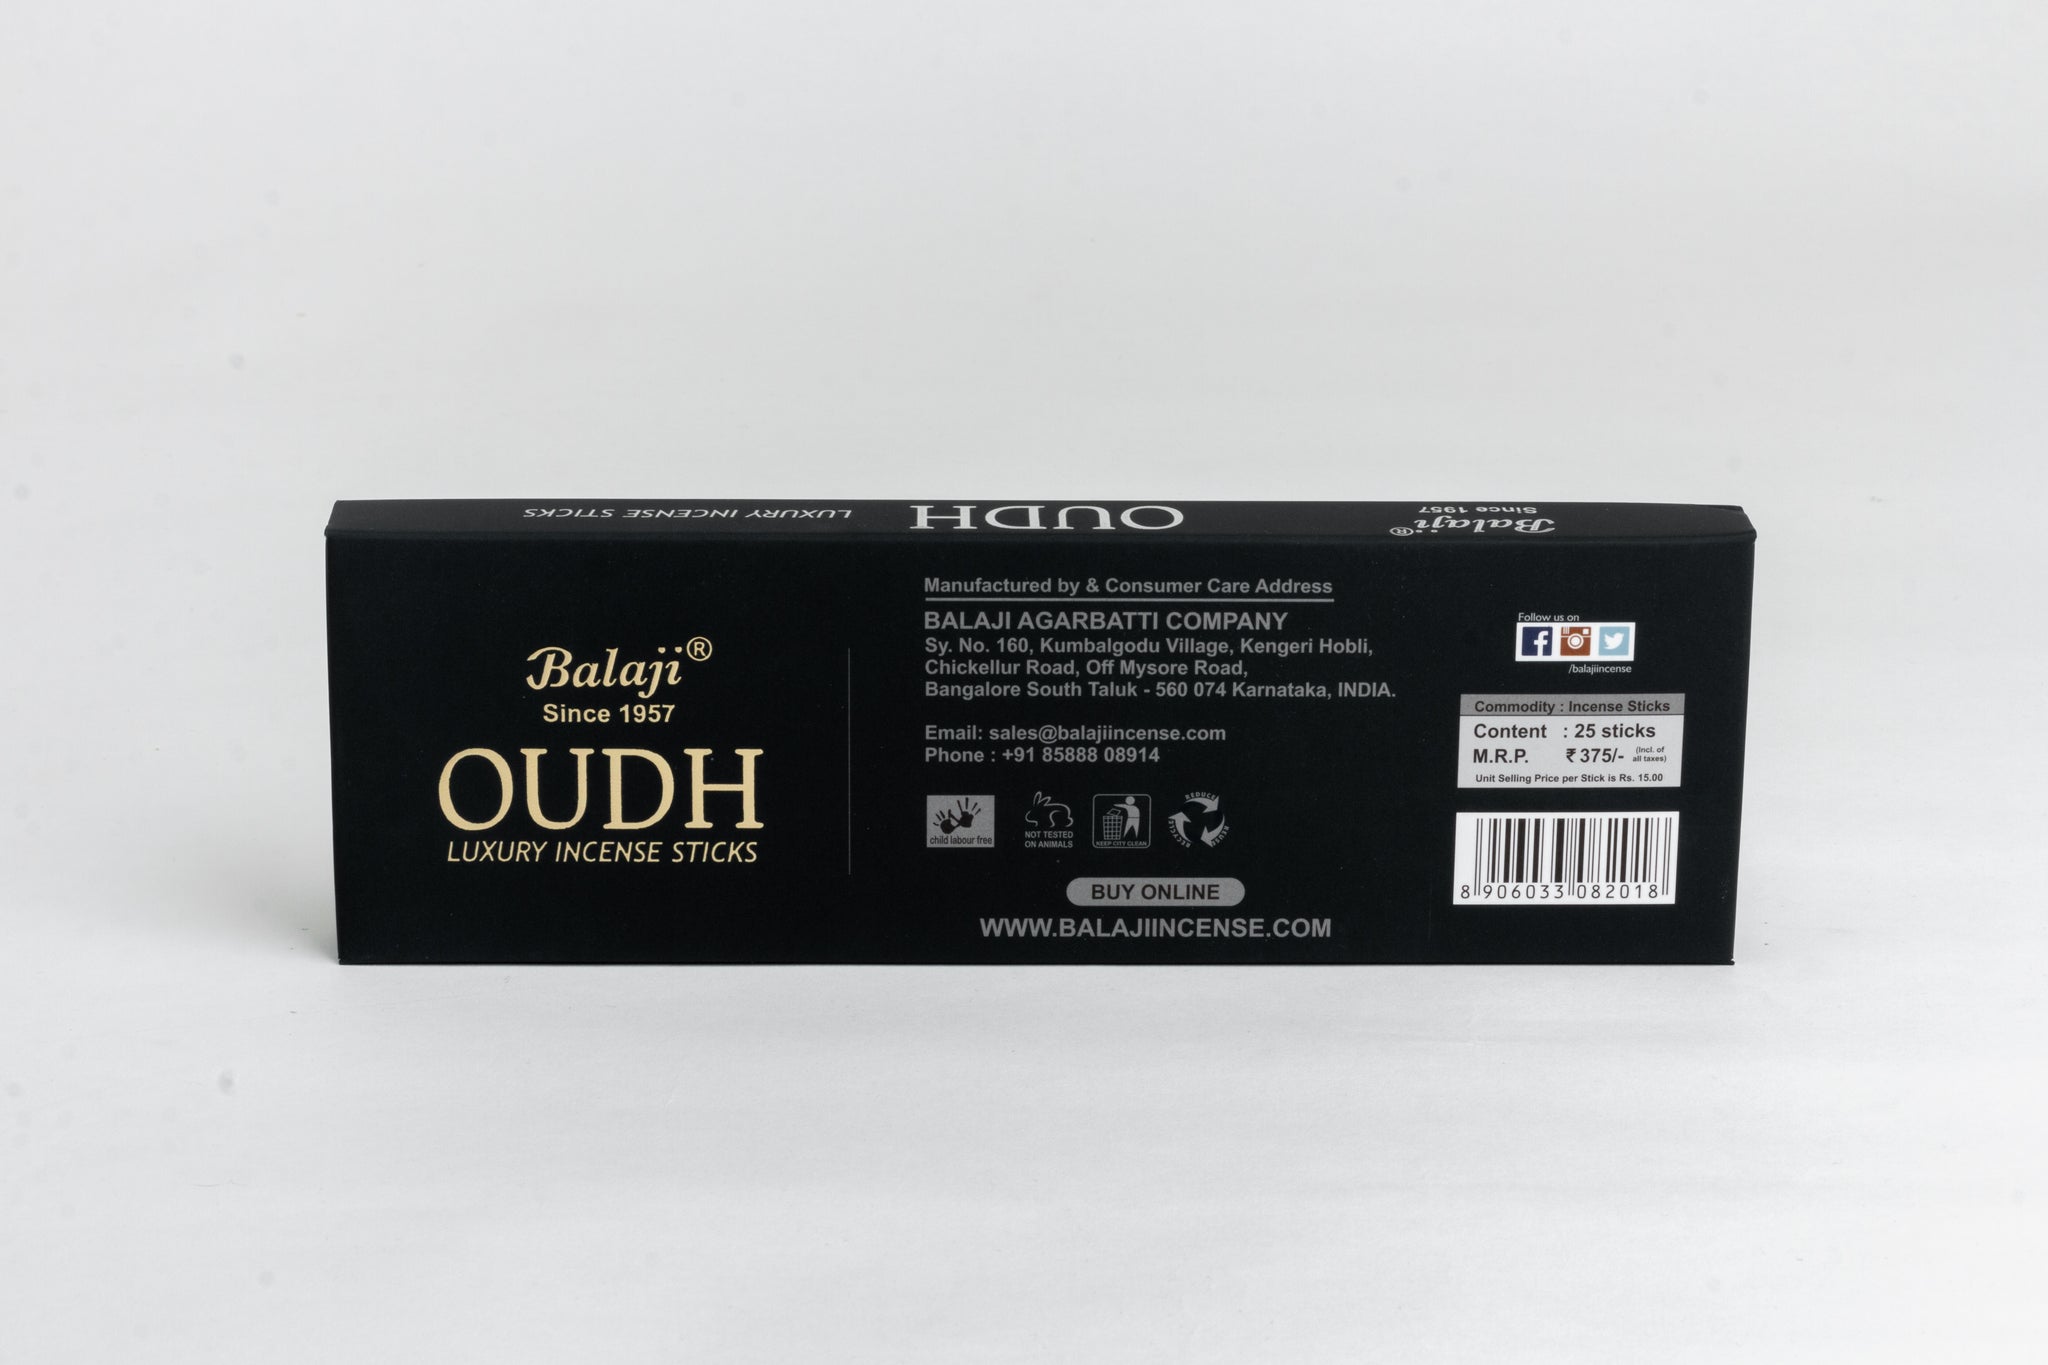 LUXURY INCENSE STICKS OUDH Balaji®
Since 1957
Balaji®
Since 1957
OUDH
LUXURY INCENSE STICKS
Manufactured by & Consumer Care Address
BALAJI AGARBATTI COMPANY
Sy. No. 160, Kumbalgodu Village, Kengeri Hobli,
Chickellur Road, Off Mysore Road,
Bangalore South Taluk - 560 074 Karnataka, INDIA.
Email: sales@balajiincense.com
Phone : +91 85888 08914
child labour free
NOT TESTED
ON ANIMALS
KEEP CITY CLEAN
REDUCE REUSE RECYCLE
BUY ONLINE
WWW.BALAJIINCENSE.COM
Follow us on
/balajiincense
Commodity : Incense Sticks
Content : 25 sticks
M.R.P. ₹ 375/- (Incl. of
all taxes)
Unit Selling Price per Stick is Rs. 15.00
8 906033 082018